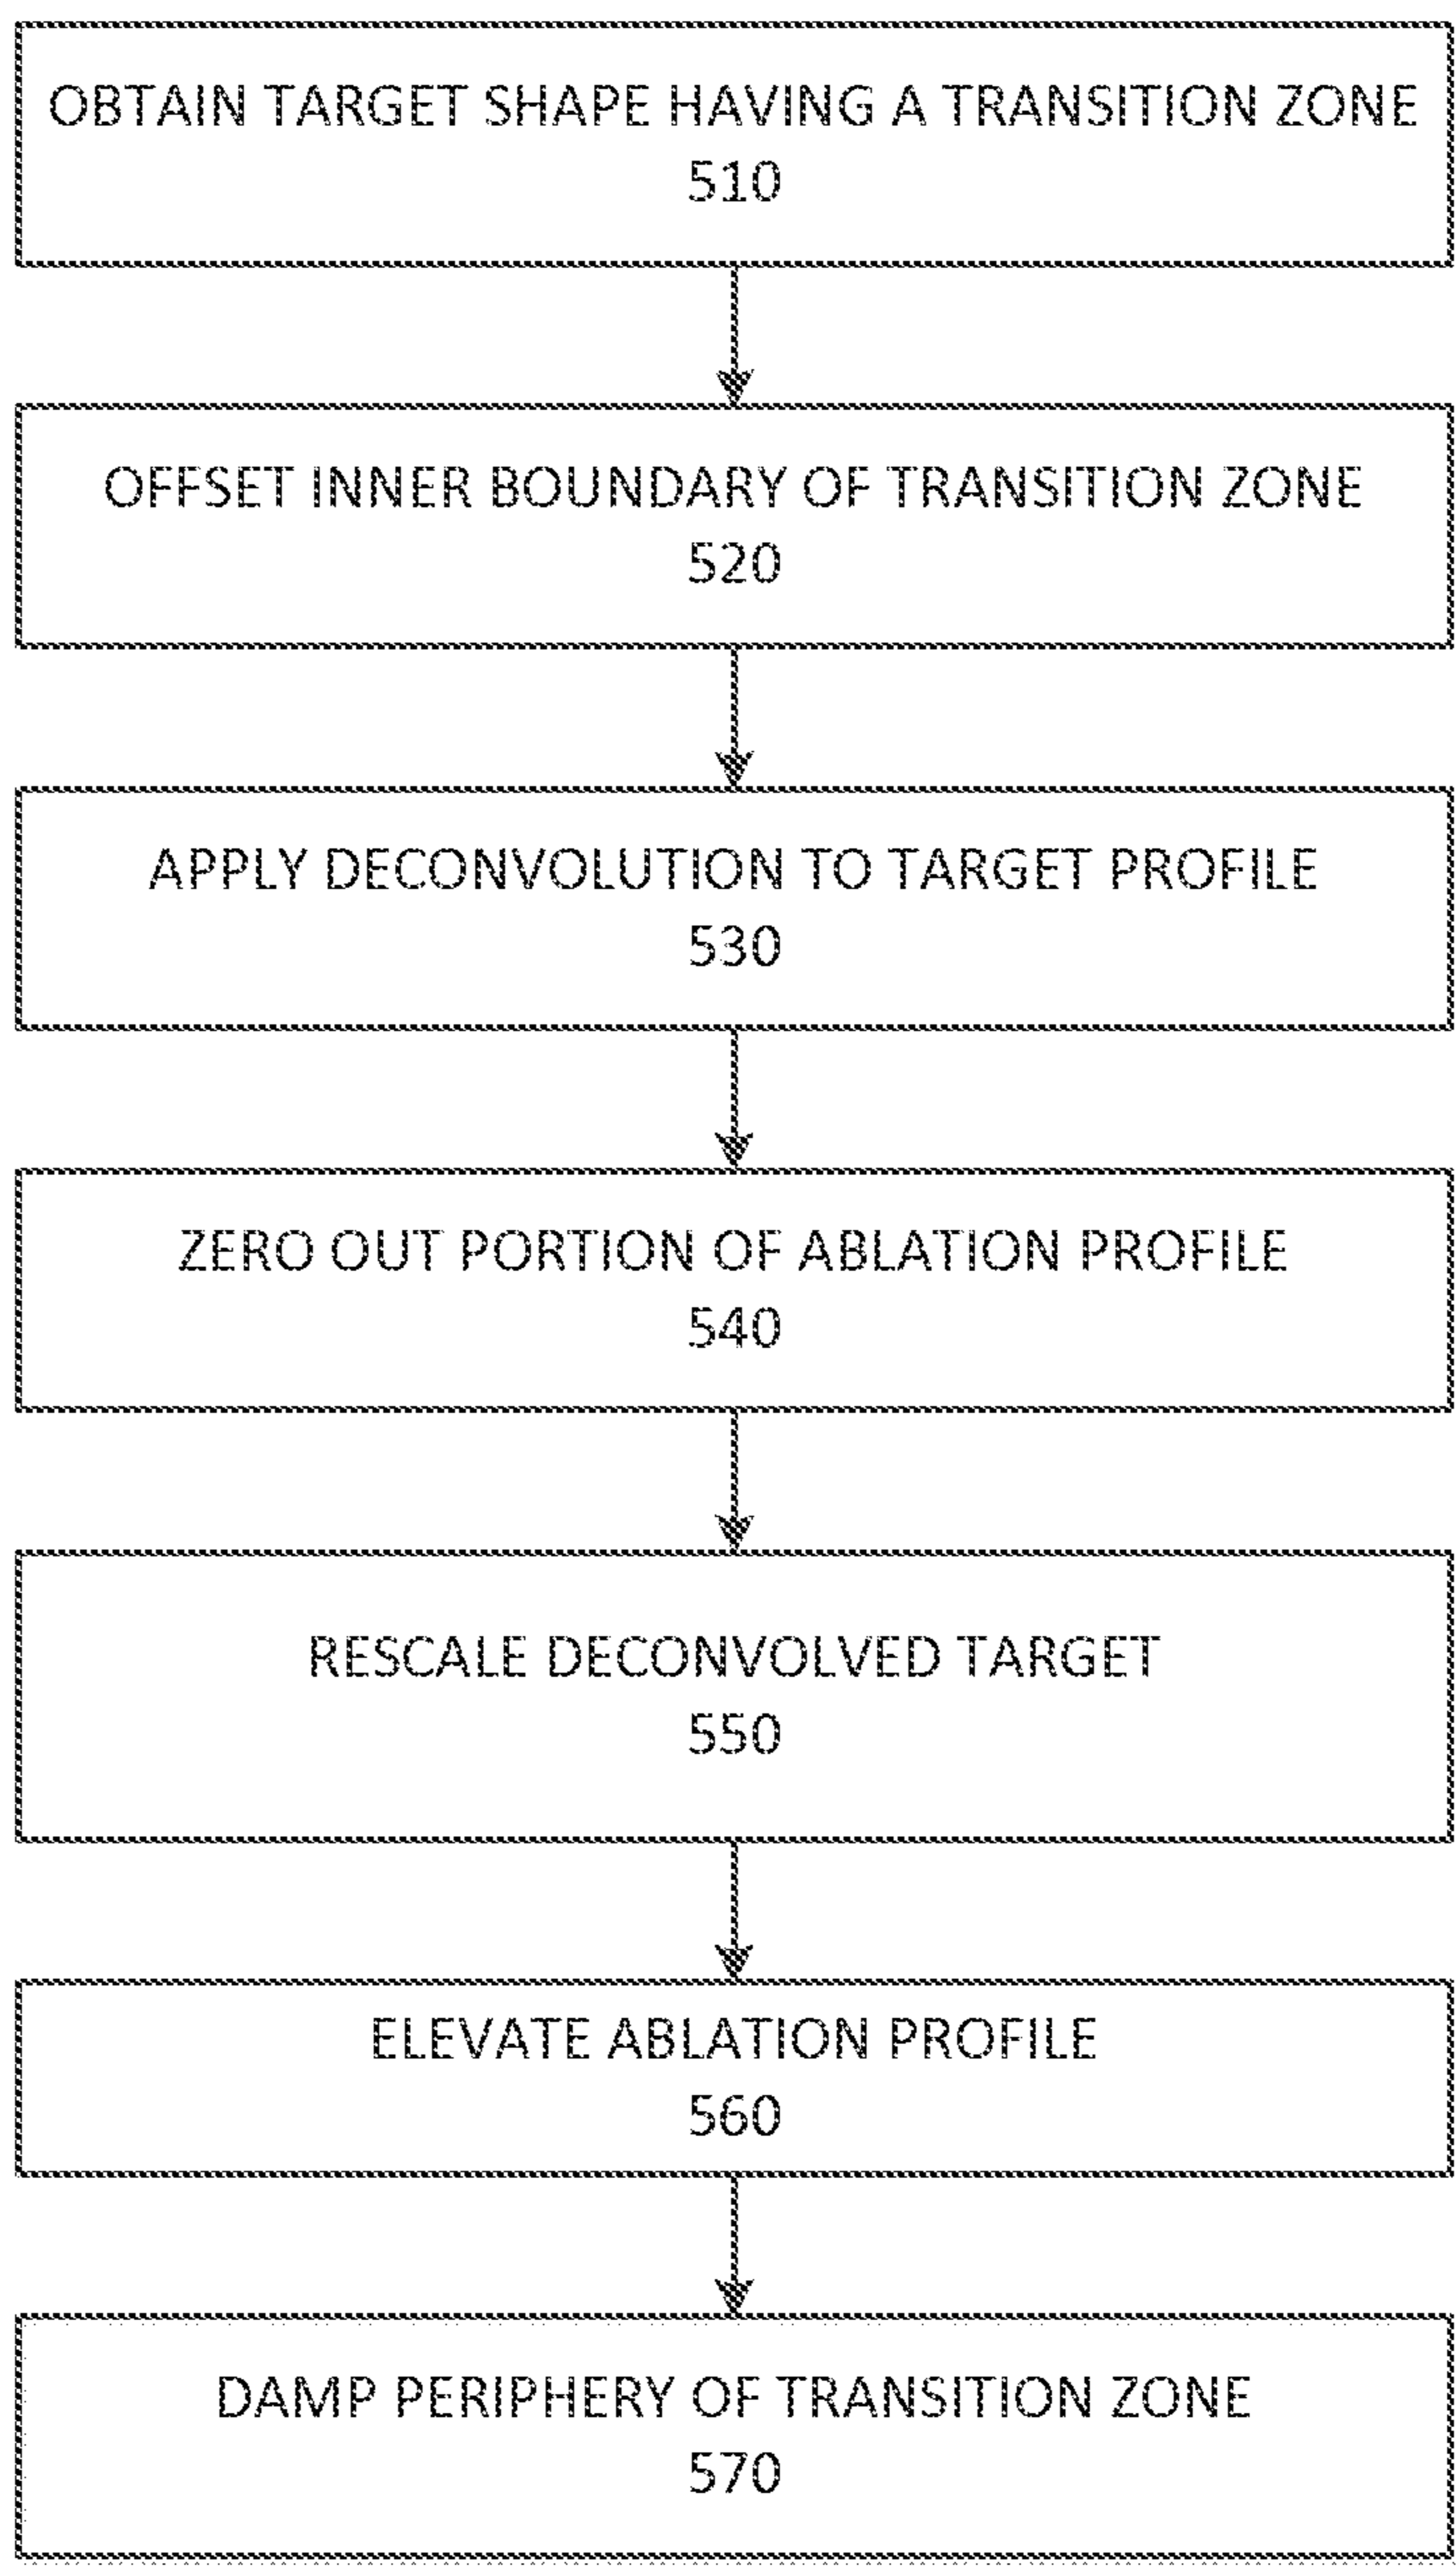 OBTAIN TARGET SHAPE HAVING A TRANSITION ZONE
510
OFFSET INNER BOUNDARY OF TRANSITION ZONE
520
APPLY DECONVOLUTION TO TARGET PROFILE
530
ZERO OUT PORTION OF ABLATION PROFILE
540
RESCALE DECONVOLVED TARGET
550
ELEVATE ABLATION PROFILE
560
DAMP PERIPHERY OF TRANSITION ZONE
570